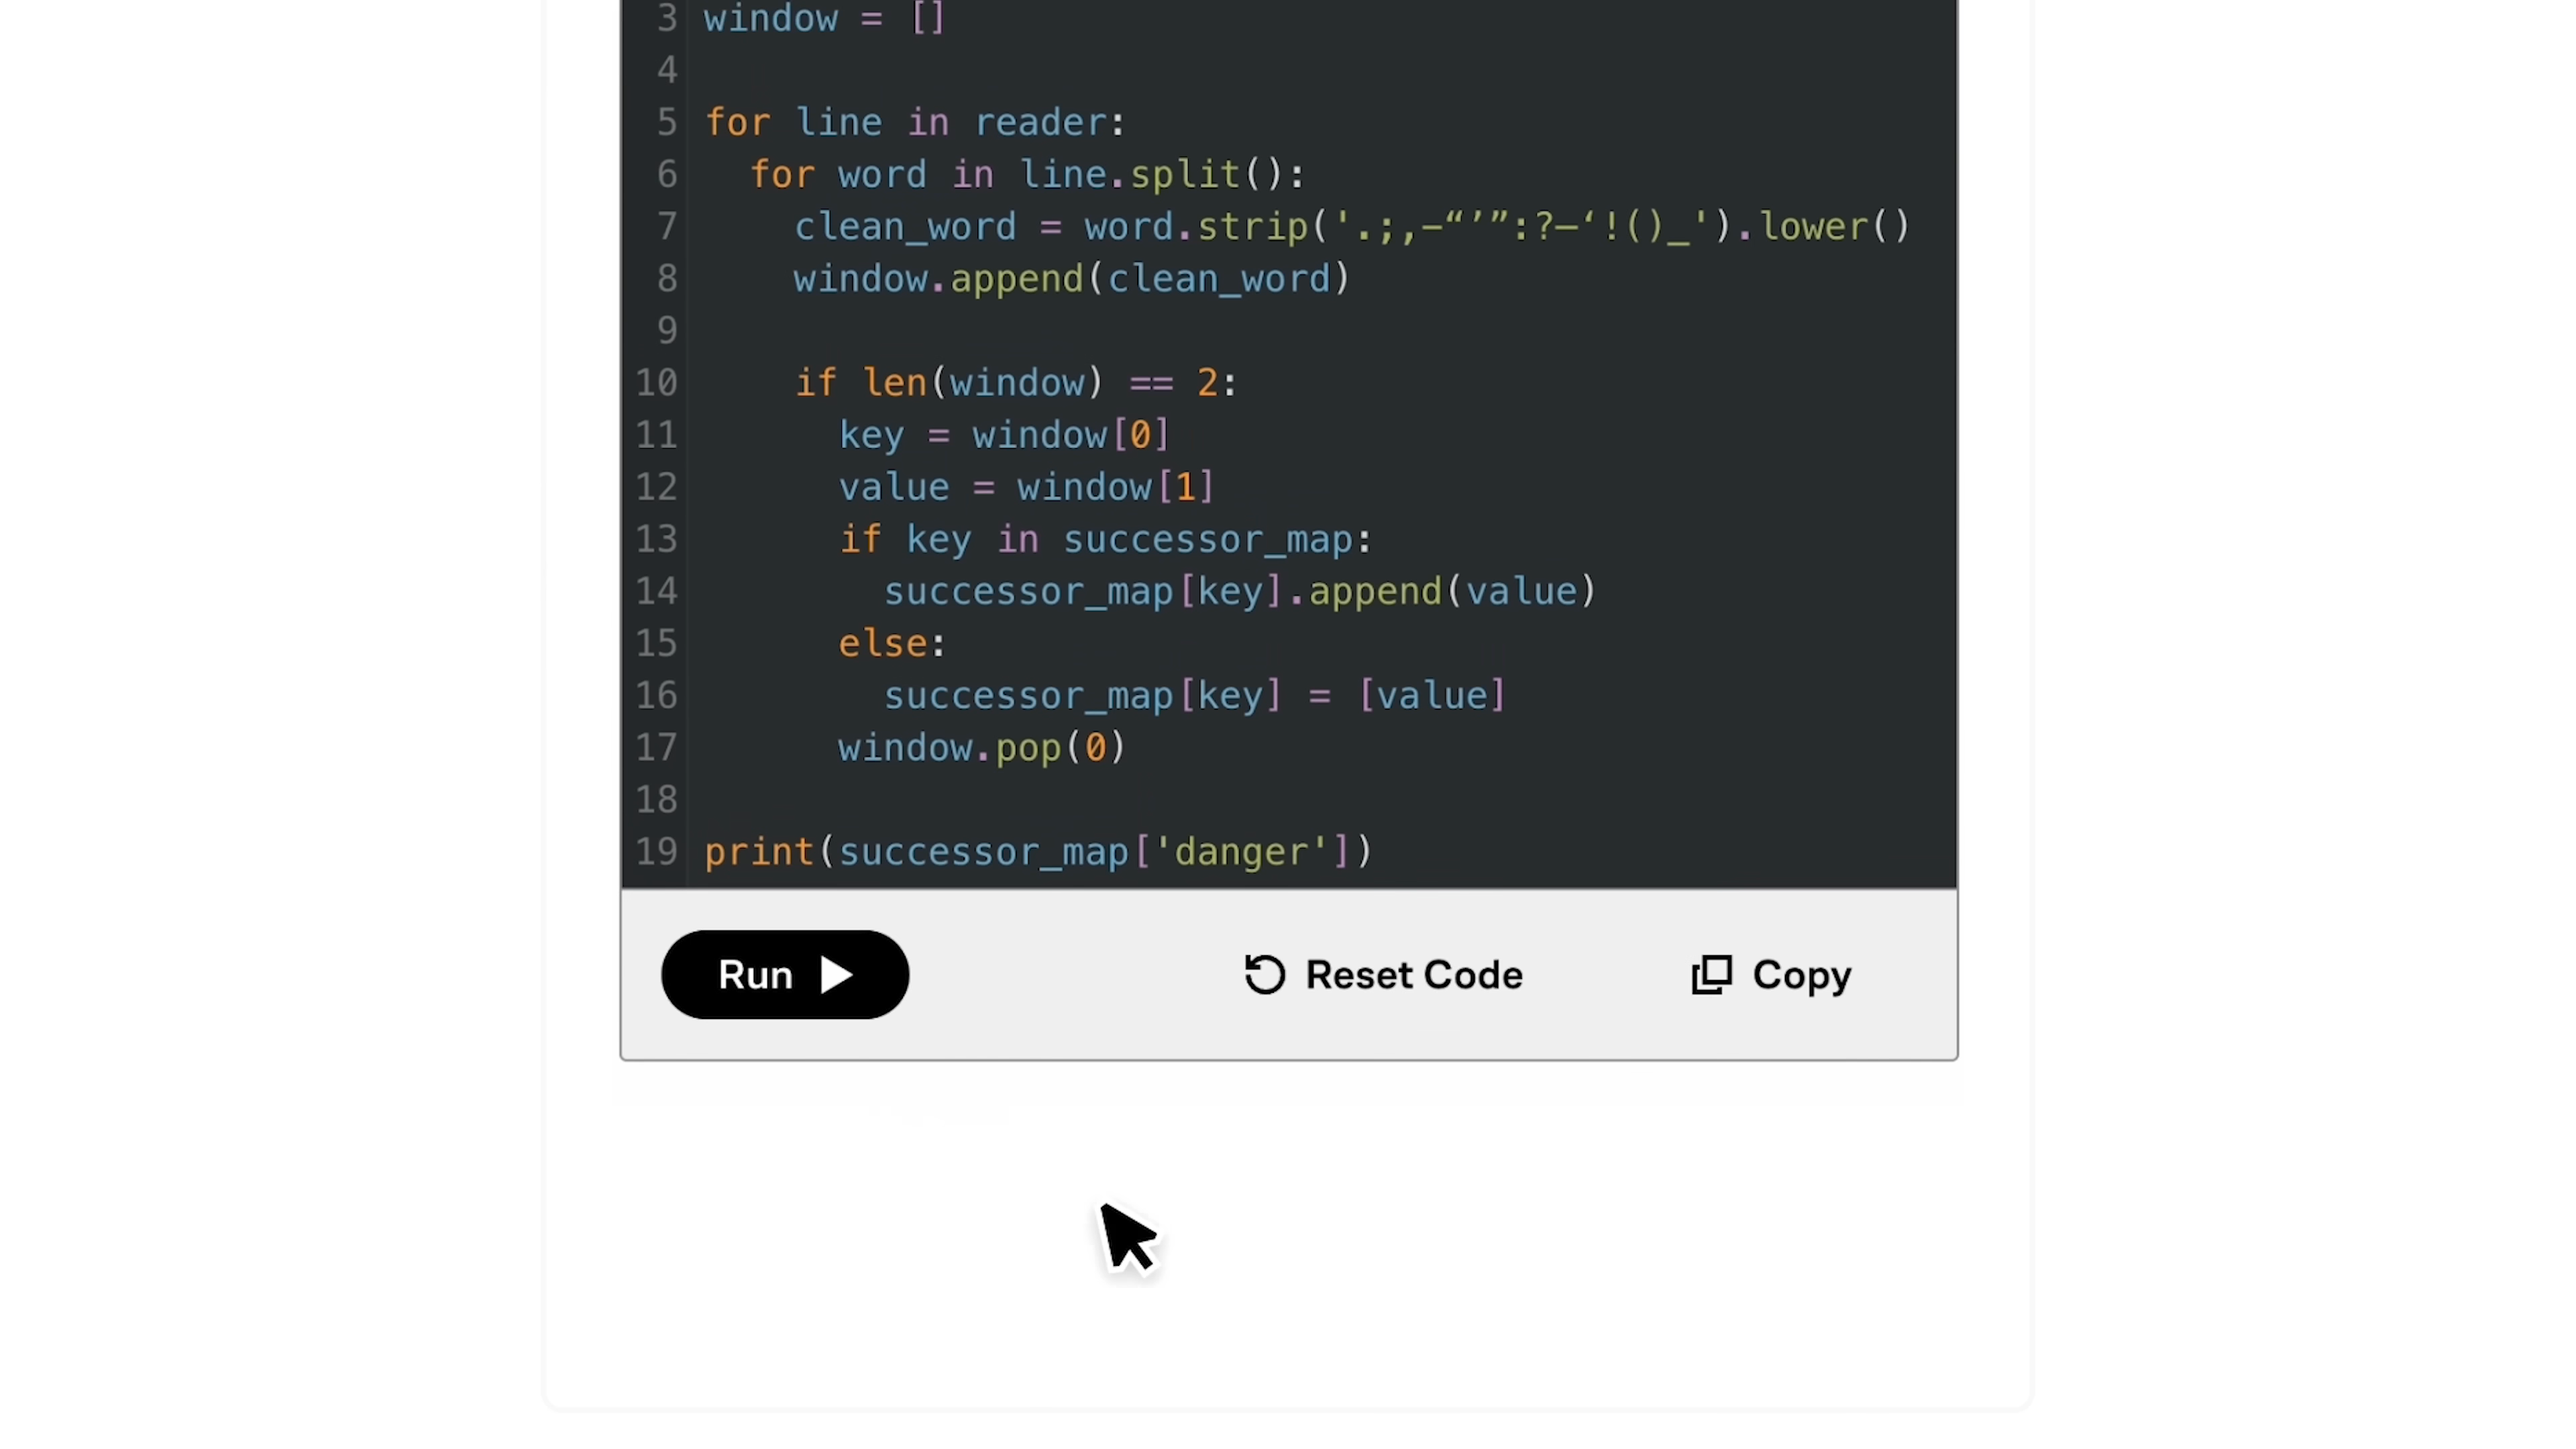 3 window = []
4
5 for line in reader:
6   for word in line.split():
7     clean_word = word.strip('.;,—“’”:?—‘!()_').lower()
8     window.append(clean_word)
9
10     if len(window) == 2:
11       key = window[0]
12       value = window[1]
13       if key in successor_map:
14         successor_map[key].append(value)
15       else:
16         successor_map[key] = [value]
17       window.pop(0)
18
19 print(successor_map['danger'])
Run Reset Code Copy